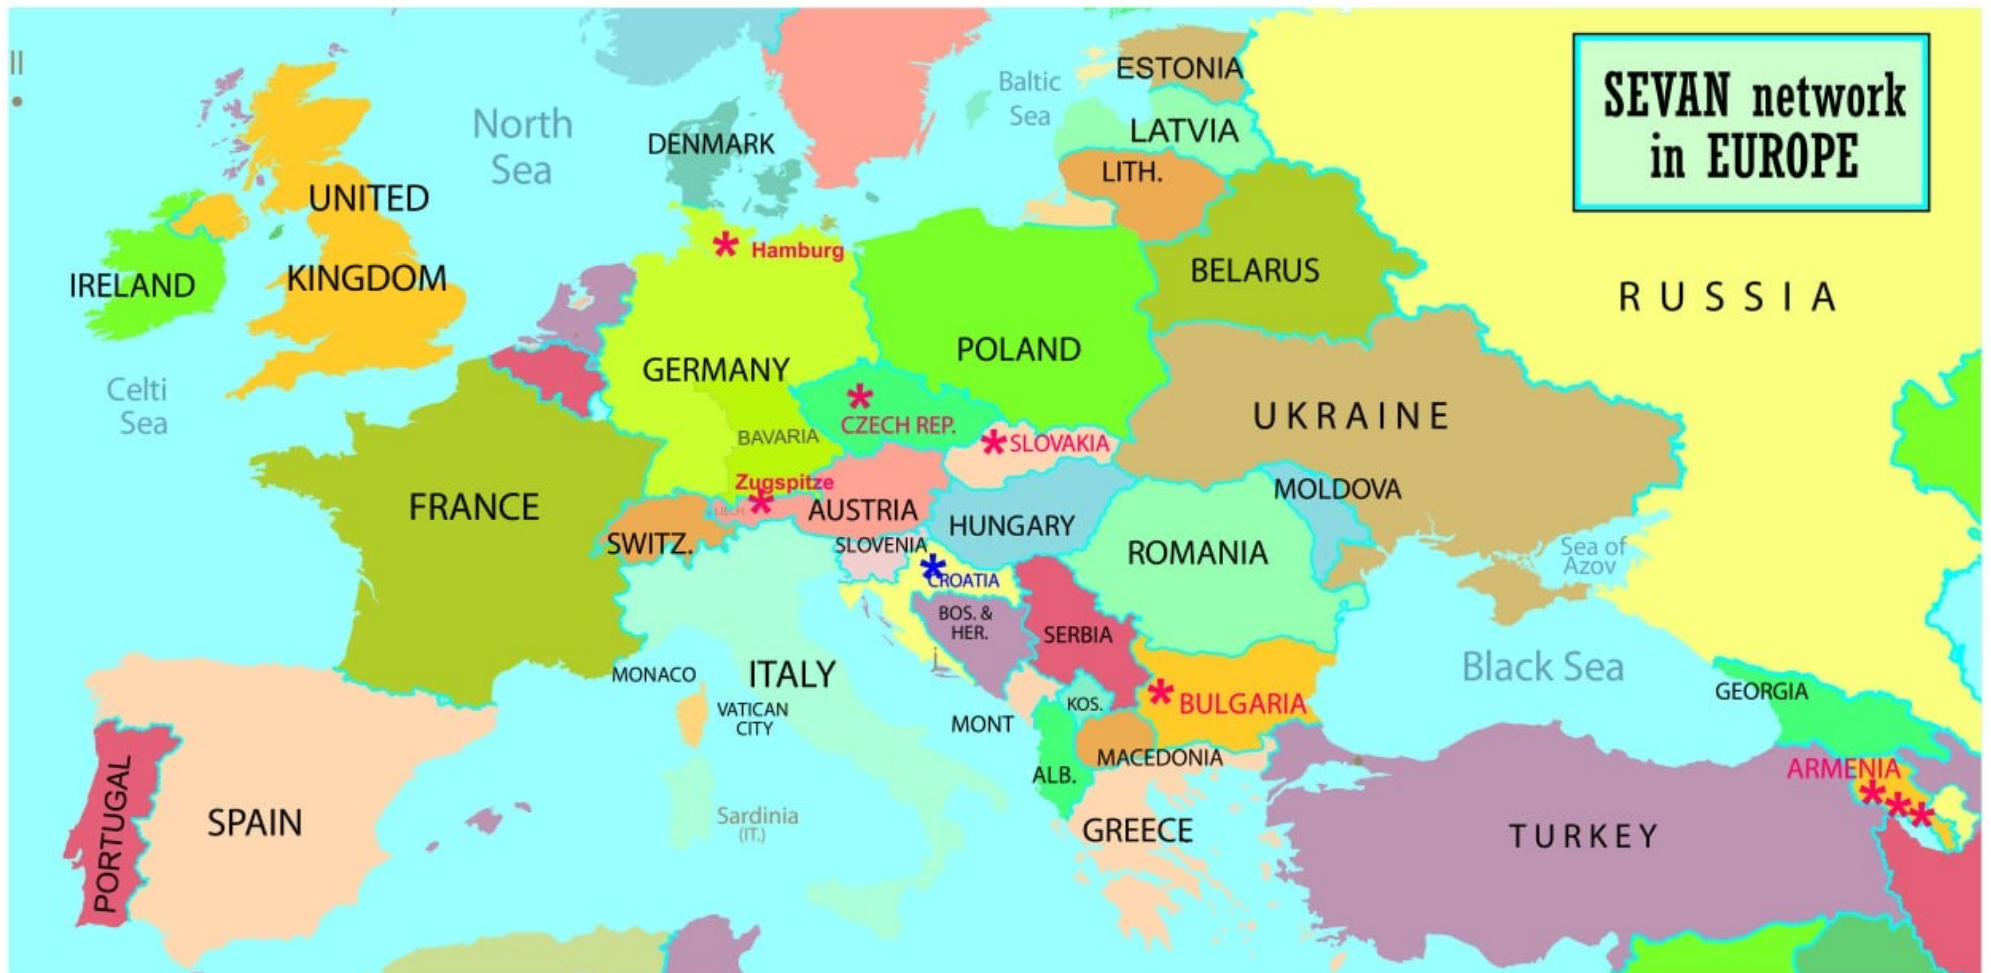 SEVAN network
in EUROPE
ESTONIA
Baltic
Sea
LATVIA
North
Sea
DENMARK
LITH.
UNITED
KINGDOM
Hamburg
IRELAND
BELARUS
RUSSIA
POLAND
GERMANY
Celti
Sea
CZECH REP.
UKRAINE
BAVARIA
SLOVAKIA
Zugspitze
MOLDOVA
FRANCE
LIECH.
AUSTRIA
HUNGARY
SWITZ.
SLOVENIA
ROMANIA
Sea of
Azov
CROATIA
BOS. &
HER.
SERBIA
Black Sea
MONACO
ITALY
GEORGIA
KOS.
BULGARIA
VATICAN
CITY
MONT
MACEDONIA
ARMENIA
ALB.
PORTUGAL
SPAIN
Sardinia
(IT.)
GREECE
TURKEY